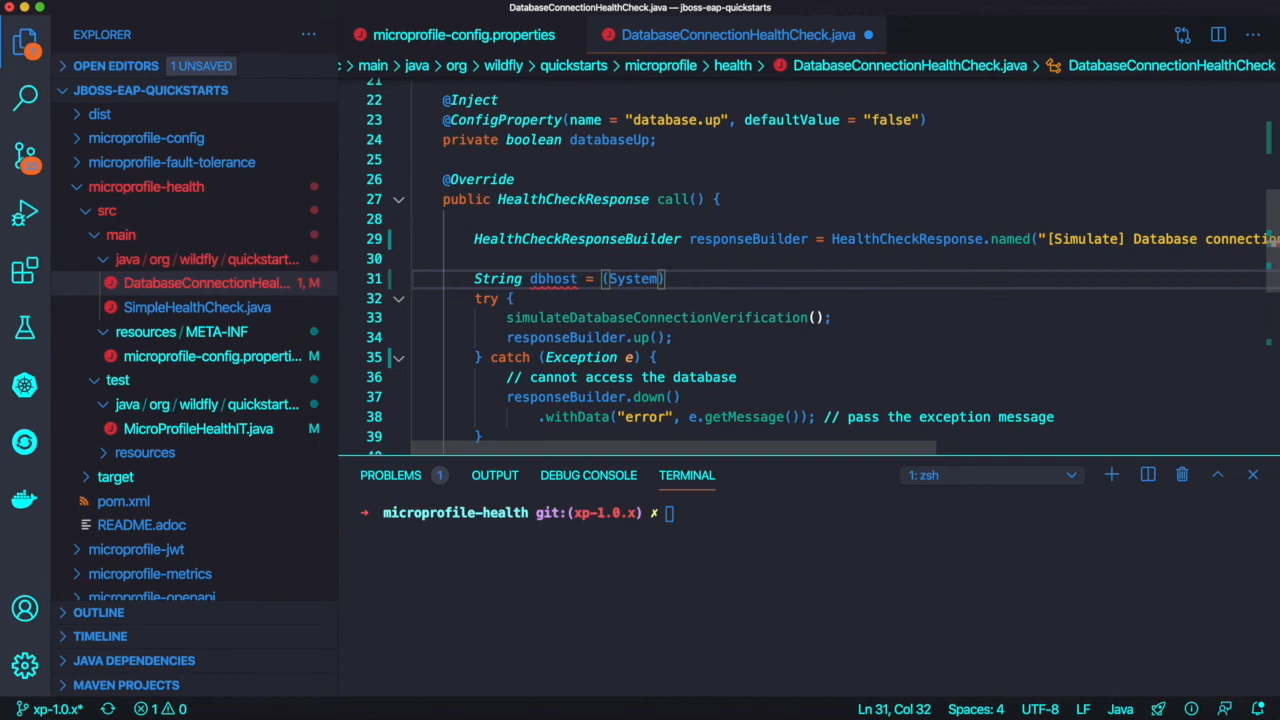 DatabaseConnectionHealthCheck.java — jboss-eap-quickstarts
EXPLORER
microprofile-config.properties
DatabaseConnectionHealthCheck.java
OPEN EDITORS 1 UNSAVED
main > java > org > wildfly > quickstarts > microprofile > health > DatabaseConnectionHealthCheck.java > DatabaseConnectionHealthCheck
JBOSS-EAP-QUICKSTARTS
dist
microprofile-config
microprofile-fault-tolerance
microprofile-health
src
main
java / org / wildfly / quickstart...
DatabaseConnectionHeal... 1, M
SimpleHealthCheck.java
resources / META-INF
microprofile-config.properti... M
test
java / org / wildfly / quickstart...
MicroProfileHealthIT.java M
resources
target
pom.xml
README.adoc
microprofile-jwt
microprofile-metrics
microprofile-openapi
OUTLINE
TIMELINE
JAVA DEPENDENCIES
MAVEN PROJECTS
21
22 @Inject
23 @ConfigProperty(name = "database.up", defaultValue = "false")
24 private boolean databaseUp;
25
26 @Override
27 public HealthCheckResponse call() {
28
29 HealthCheckResponseBuilder responseBuilder = HealthCheckResponse.named("[Simulate] Database connection
30
31 String dbhost = (System)
32 try {
33 simulateDatabaseConnectionVerification();
34 responseBuilder.up();
35 } catch (Exception e) {
36 // cannot access the database
37 responseBuilder.down()
38 .withData("error", e.getMessage()); // pass the exception message
39 }
PROBLEMS 1 OUTPUT DEBUG CONSOLE TERMINAL 1: zsh
→ microprofile-health git:(xp-1.0.x) ✗
xp-1.0.x* 1 0 Ln 31, Col 32 Spaces: 4 UTF-8 LF Java